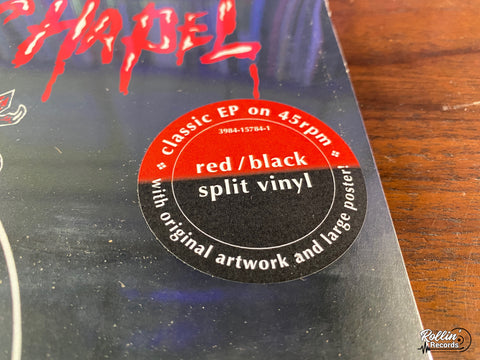 CHAPEL
classic EP on 45rpm
3984-15784-1
red / black
split vinyl
with original artwork and large poster!
Rollin
Records